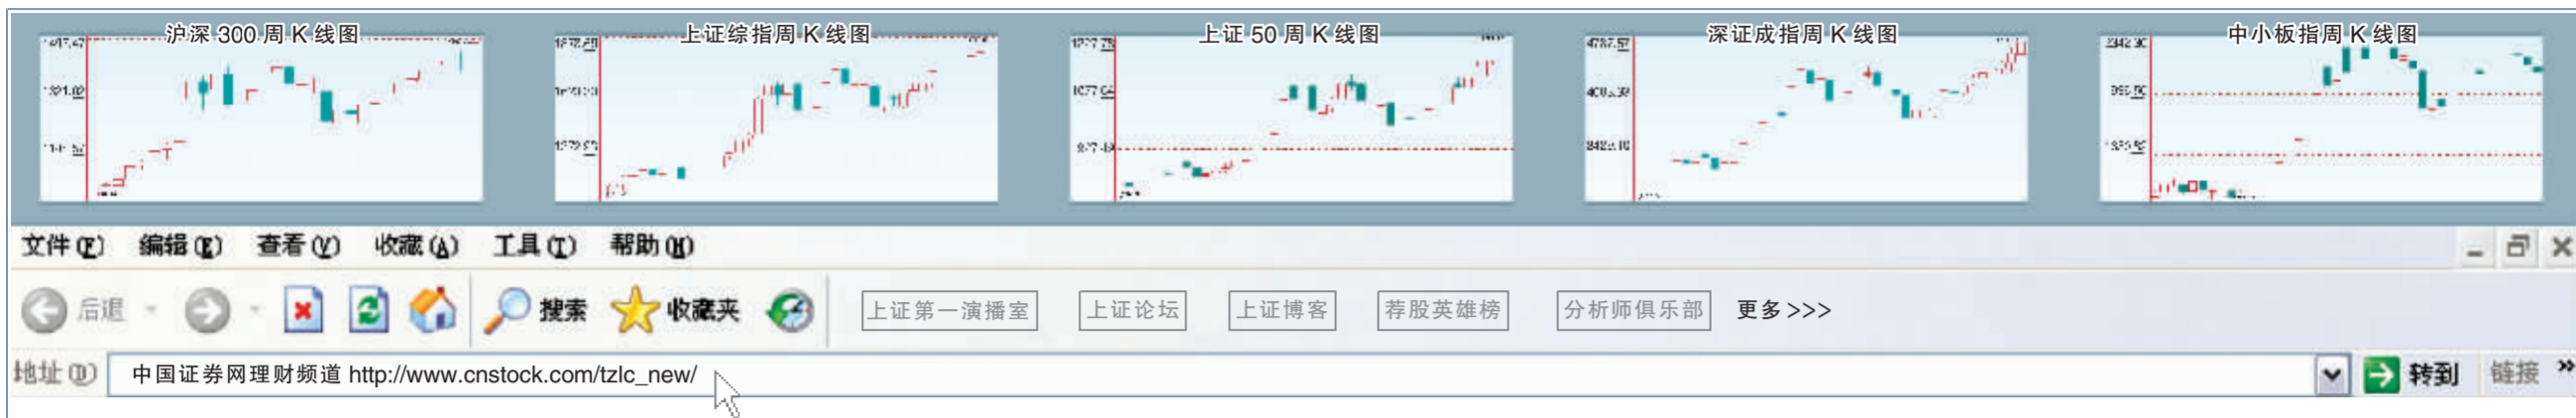 沪深 300 周 K 线图
上证综指周 K 线图
上证 50 周 K 线图
深证成指周 K 线图
中小板指周 K 线图
文件(F) 编辑(E) 查看(V) 收藏(A) 工具(T) 帮助(H)
后退 搜索 收藏夹 上证第一演播室 上证论坛 上证博客 荐股英雄榜 分析师俱乐部 更多>>>
地址(D) 中国证券网理财频道 http://www.cnstock.com/tzlc_new/ 转到 链接 »